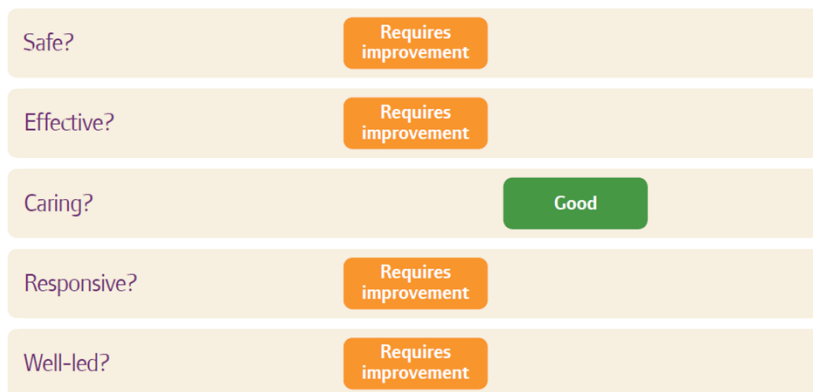 Safe?
Requires
improvement
Effective?
Requires
improvement
Caring?
Good
Responsive?
Requires
improvement
Well-led?
Requires
improvement